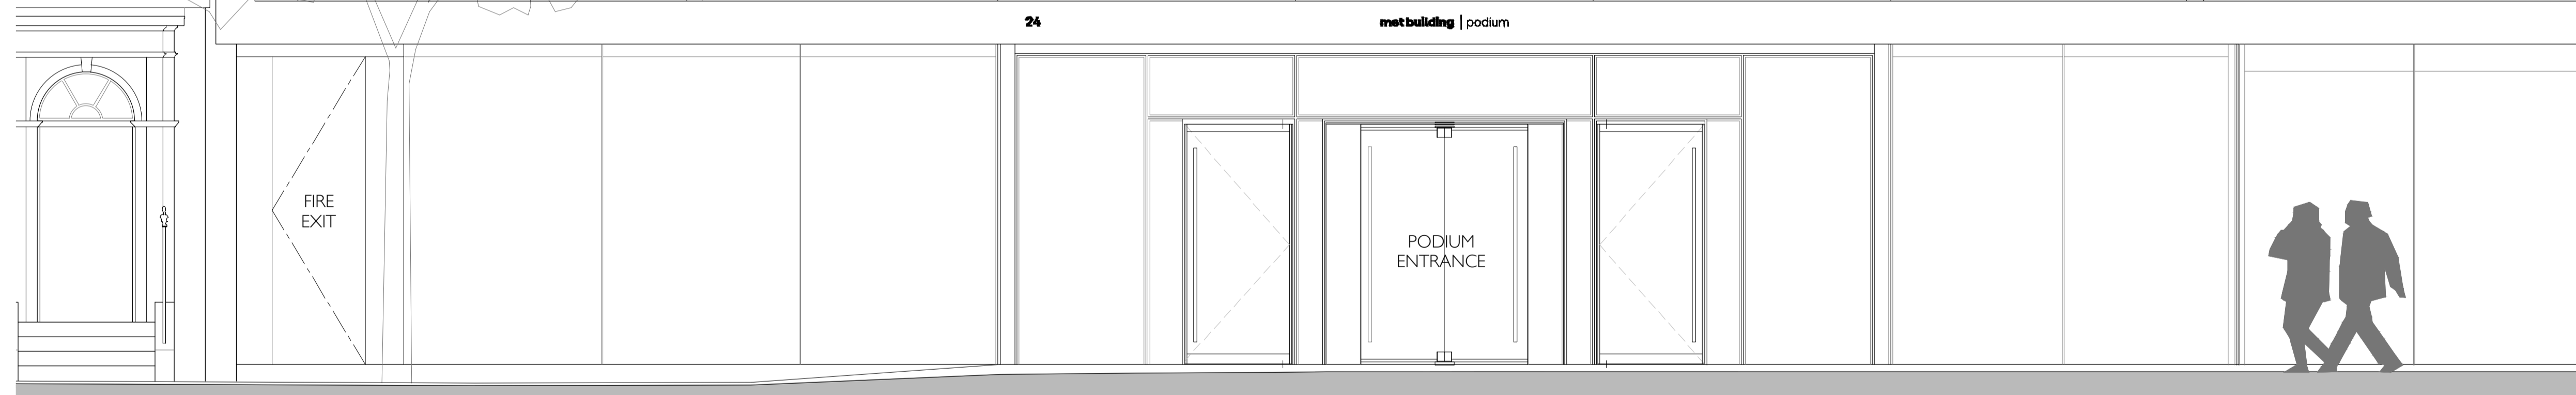 24
met building | podium
FIRE
EXIT
PODIUM
ENTRANCE